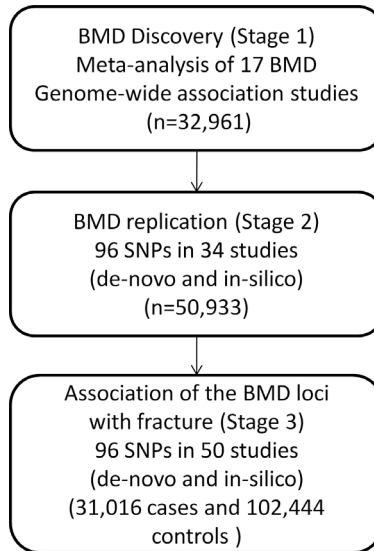 BMD Discovery (Stage 1)
Meta-analysis of 17 BMD
Genome-wide association studies
(n=32,961)
BMD replication (Stage 2)
96 SNPs in 34 studies
(de-novo and in-silico)
(n=50,933)
Association of the BMD loci
with fracture (Stage 3)
96 SNPs in 50 studies
(de-novo and in-silico)
(31,016 cases and 102,444
controls )